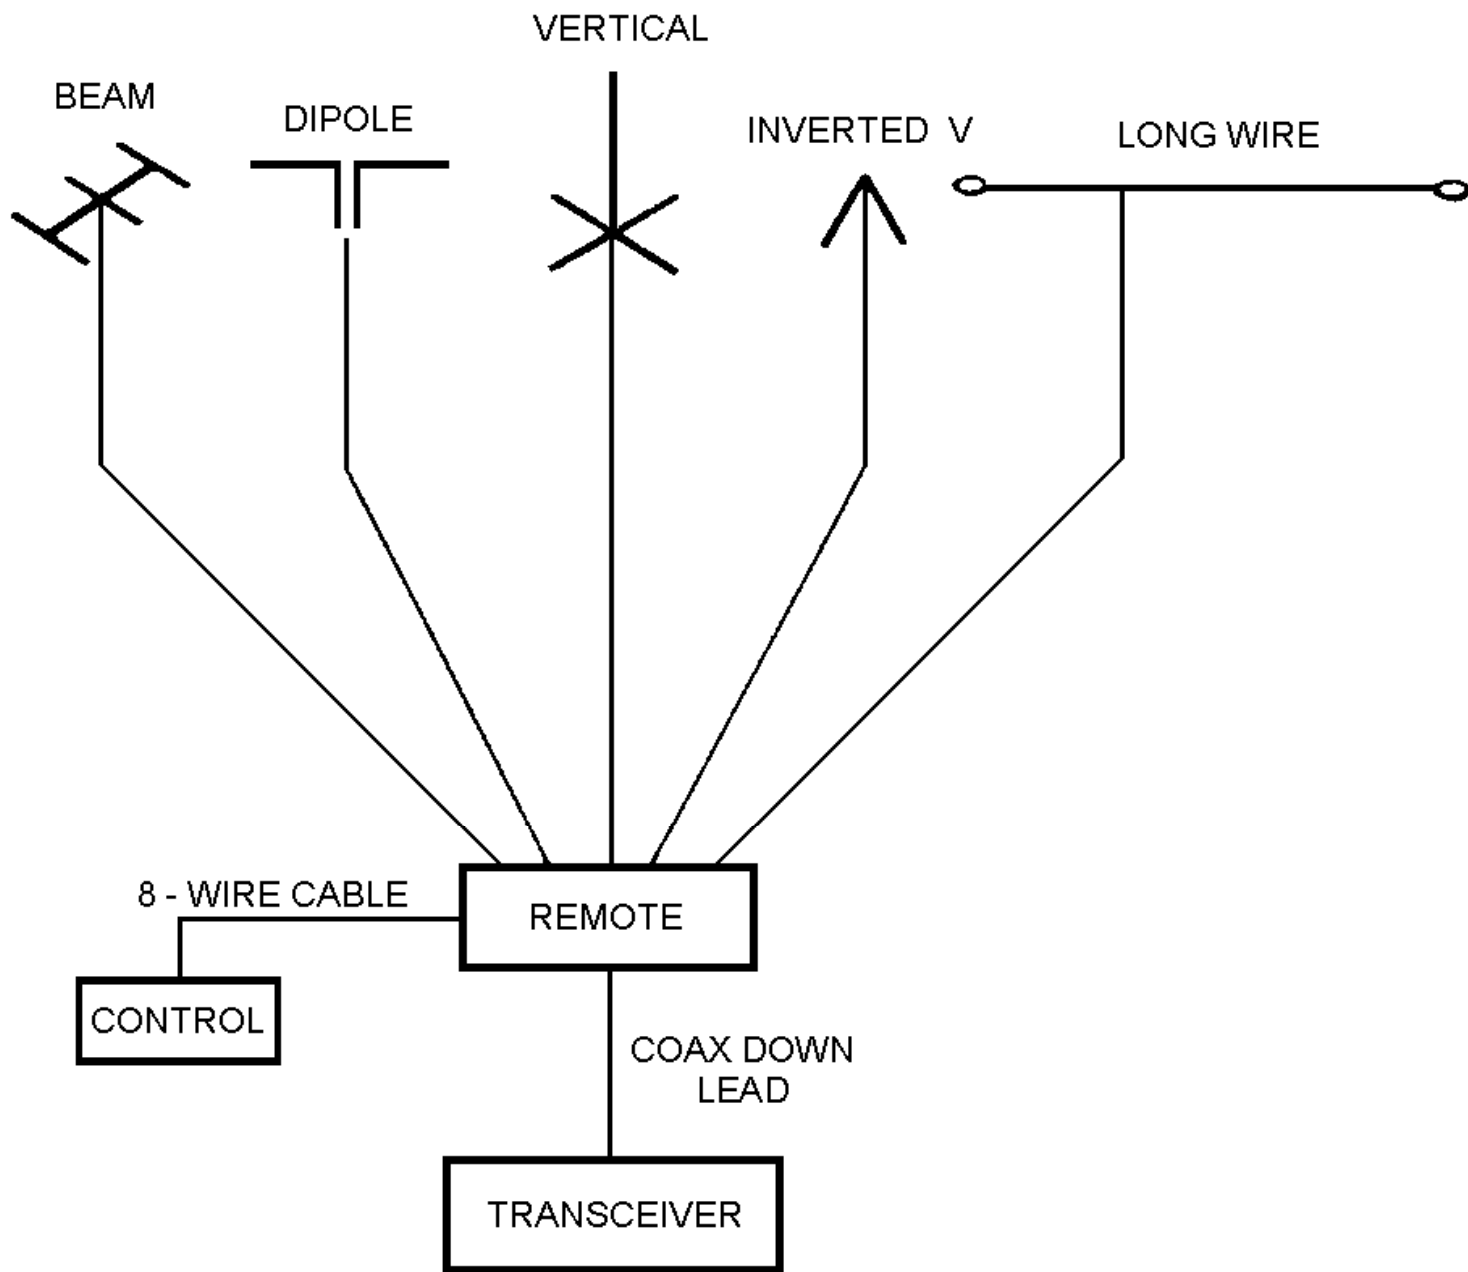 VERTICAL
BEAM
DIPOLE
INVERTED V
LONG WIRE
8 - WIRE CABLE
REMOTE
CONTROL
COAX DOWN
LEAD
TRANSCEIVER